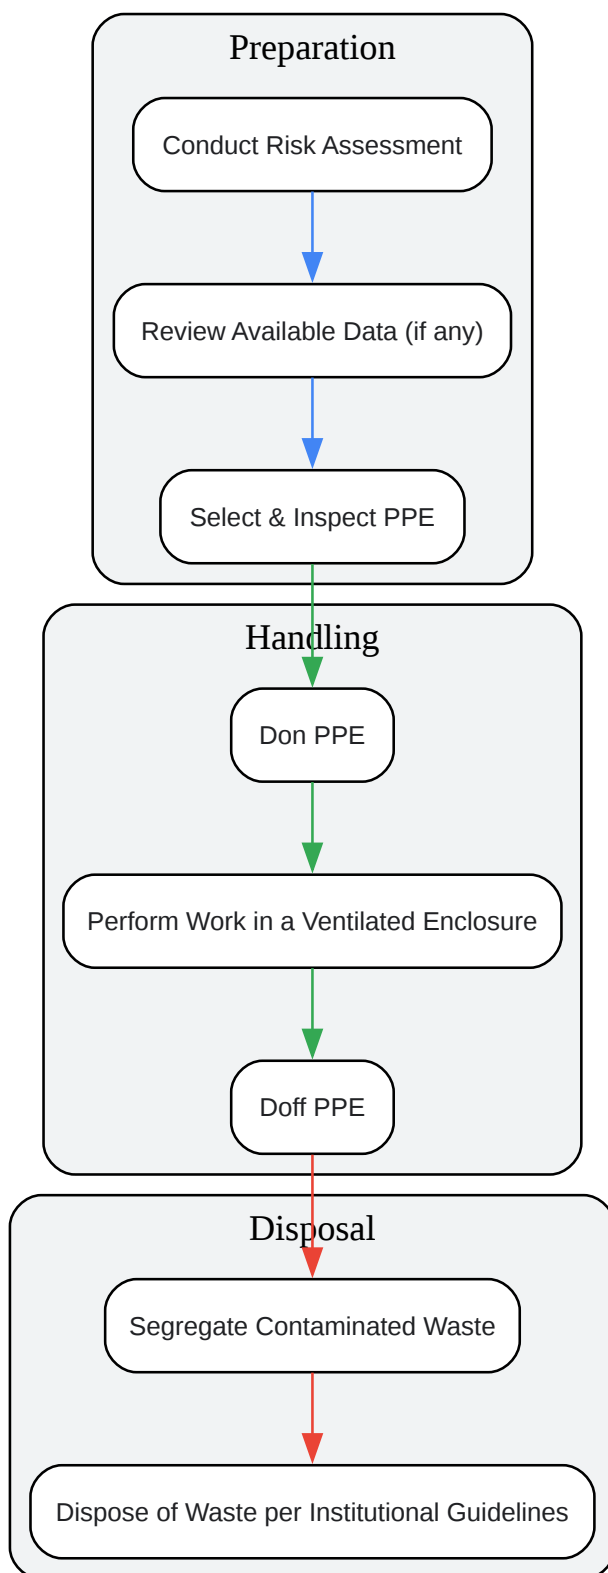 Preparation
Conduct Risk Assessment
Review Available Data (if any)
Select & Inspect PPE
Handling
Don PPE
Perform Work in a Ventilated Enclosure
Doff PPE
Disposal
Segregate Contaminated Waste
Dispose of Waste per Institutional Guidelines